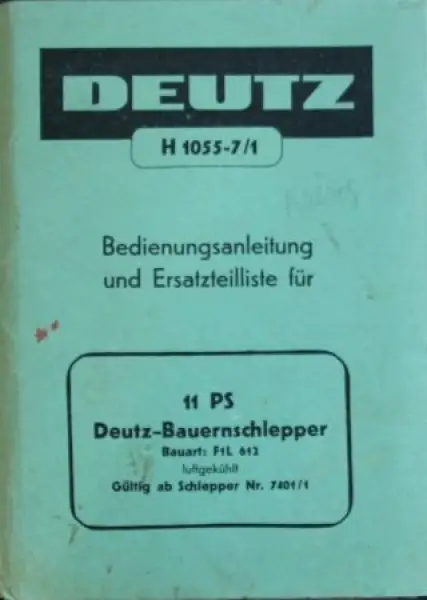 DEUTZ
H 1055-7/1
Bedienungsanleitung
und Ersatzteilliste für
11 PS
Deutz-Bauernschlepper
Bauart: F1L 612
luftgekühlt
Gültig ab Schlepper Nr. 7401/1